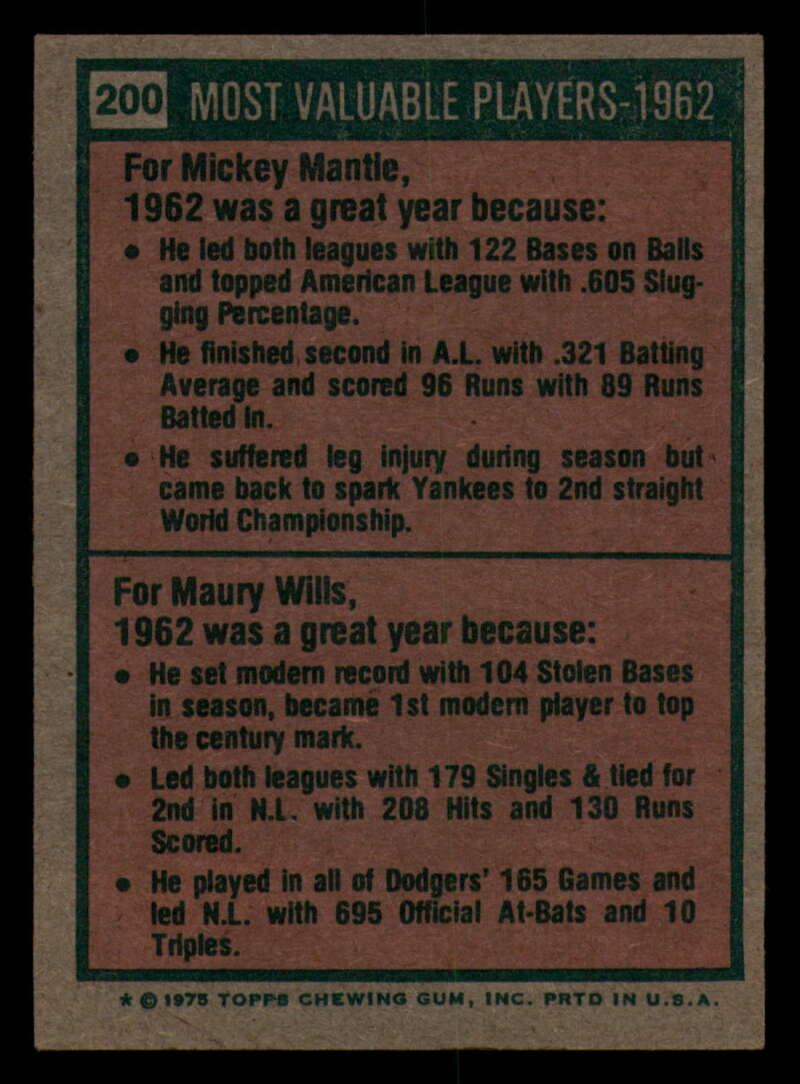 200 MOST VALUABLE PLAYERS-1962
For Mickey Mantle,
1962 was a great year because:
• He led both leagues with 122 Bases on Balls
and topped American League with .605 Slug-
ging Percentage.
• He finished second in A.L. with .321 Batting
Average and scored 96 Runs with 89 Runs
Batted In.
• He suffered leg injury during season but
came back to spark Yankees to 2nd straight
World Championship.
For Maury Wills,
1962 was a great year because:
• He set modern record with 104 Stolen Bases
in season, became 1st modern player to top
the century mark.
• Led both leagues with 179 Singles & tied for
2nd in N.L. with 208 Hits and 130 Runs
Scored.
• He played in all of Dodgers' 165 Games and
led N.L. with 695 Official At-Bats and 10
Triples.
* © 1975 TOPPS CHEWING GUM, INC. PRTD IN U.S.A.